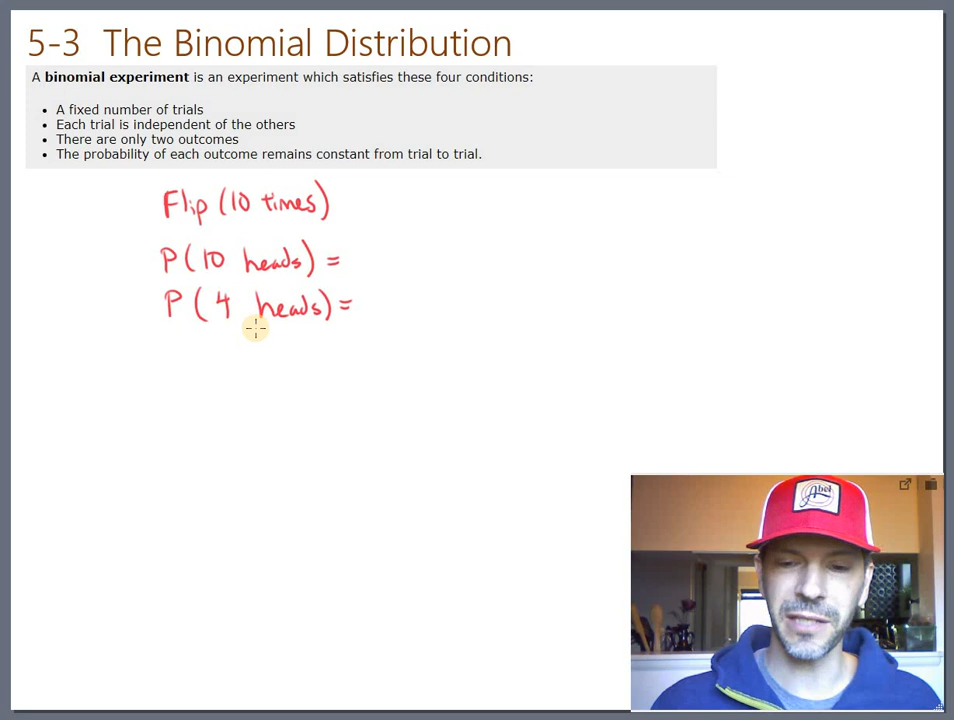 5-3 The Binomial Distribution
A binomial experiment is an experiment which satisfies these four conditions:
• A fixed number of trials
• Each trial is independent of the others
• There are only two outcomes
• The probability of each outcome remains constant from trial to trial.
Flip (10 times)
P(10 heads) =
P(4 heads) =
Abel